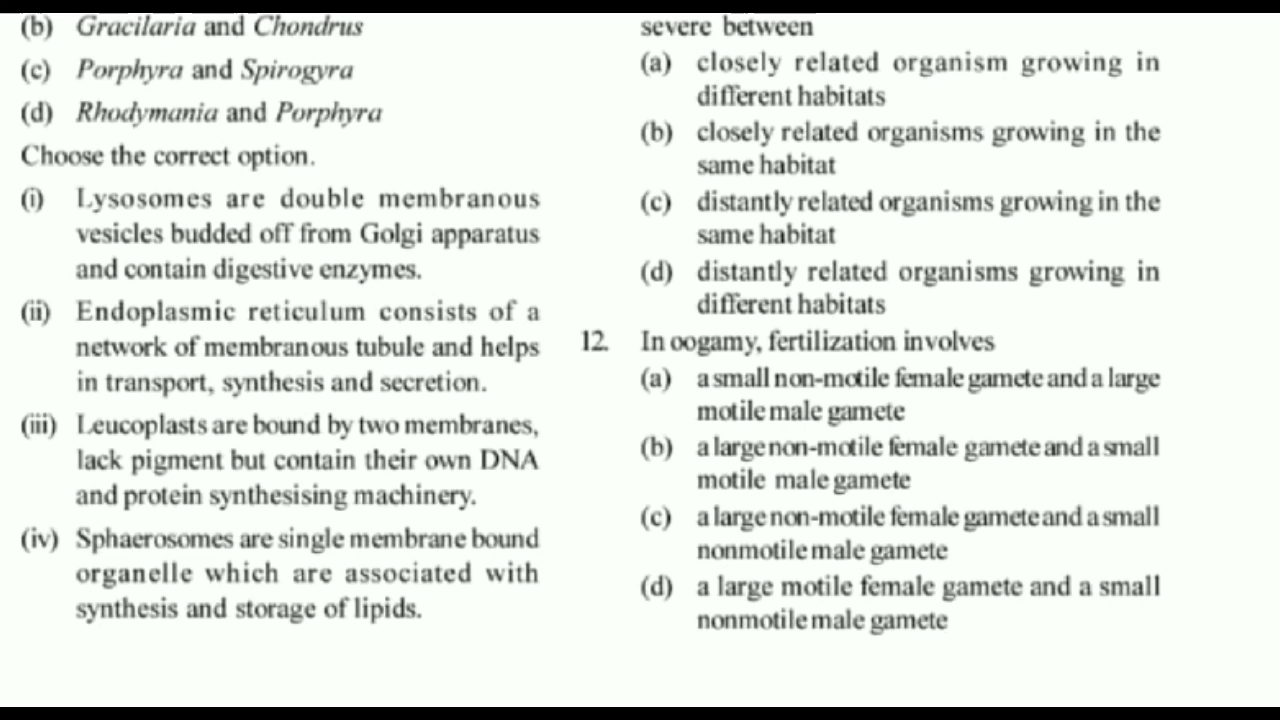 (b) Gracilaria and Chondrus
(c) Porphyra and Spirogyra
(d) Rhodymania and Porphyra
Choose the correct option.
(i) Lysosomes are double membranous
vesicles budded off from Golgi apparatus
and contain digestive enzymes.
(ii) Endoplasmic reticulum consists of a
network of membranous tubule and helps
in transport, synthesis and secretion.
(iii) Leucoplasts are bound by two membranes,
lack pigment but contain their own DNA
and protein synthesising machinery.
(iv) Sphaerosomes are single membrane bound
organelle which are associated with
synthesis and storage of lipids.
severe between
(a) closely related organism growing in
different habitats
(b) closely related organisms growing in the
same habitat
(c) distantly related organisms growing in the
same habitat
(d) distantly related organisms growing in
different habitats
12. In oogamy, fertilization involves
(a) a small non-motile female gamete and a large
motile male gamete
(b) a large non-motile female gamete and a small
motile male gamete
(c) a large non-motile female gamete and a small
nonmotile male gamete
(d) a large motile female gamete and a small
nonmotile male gamete